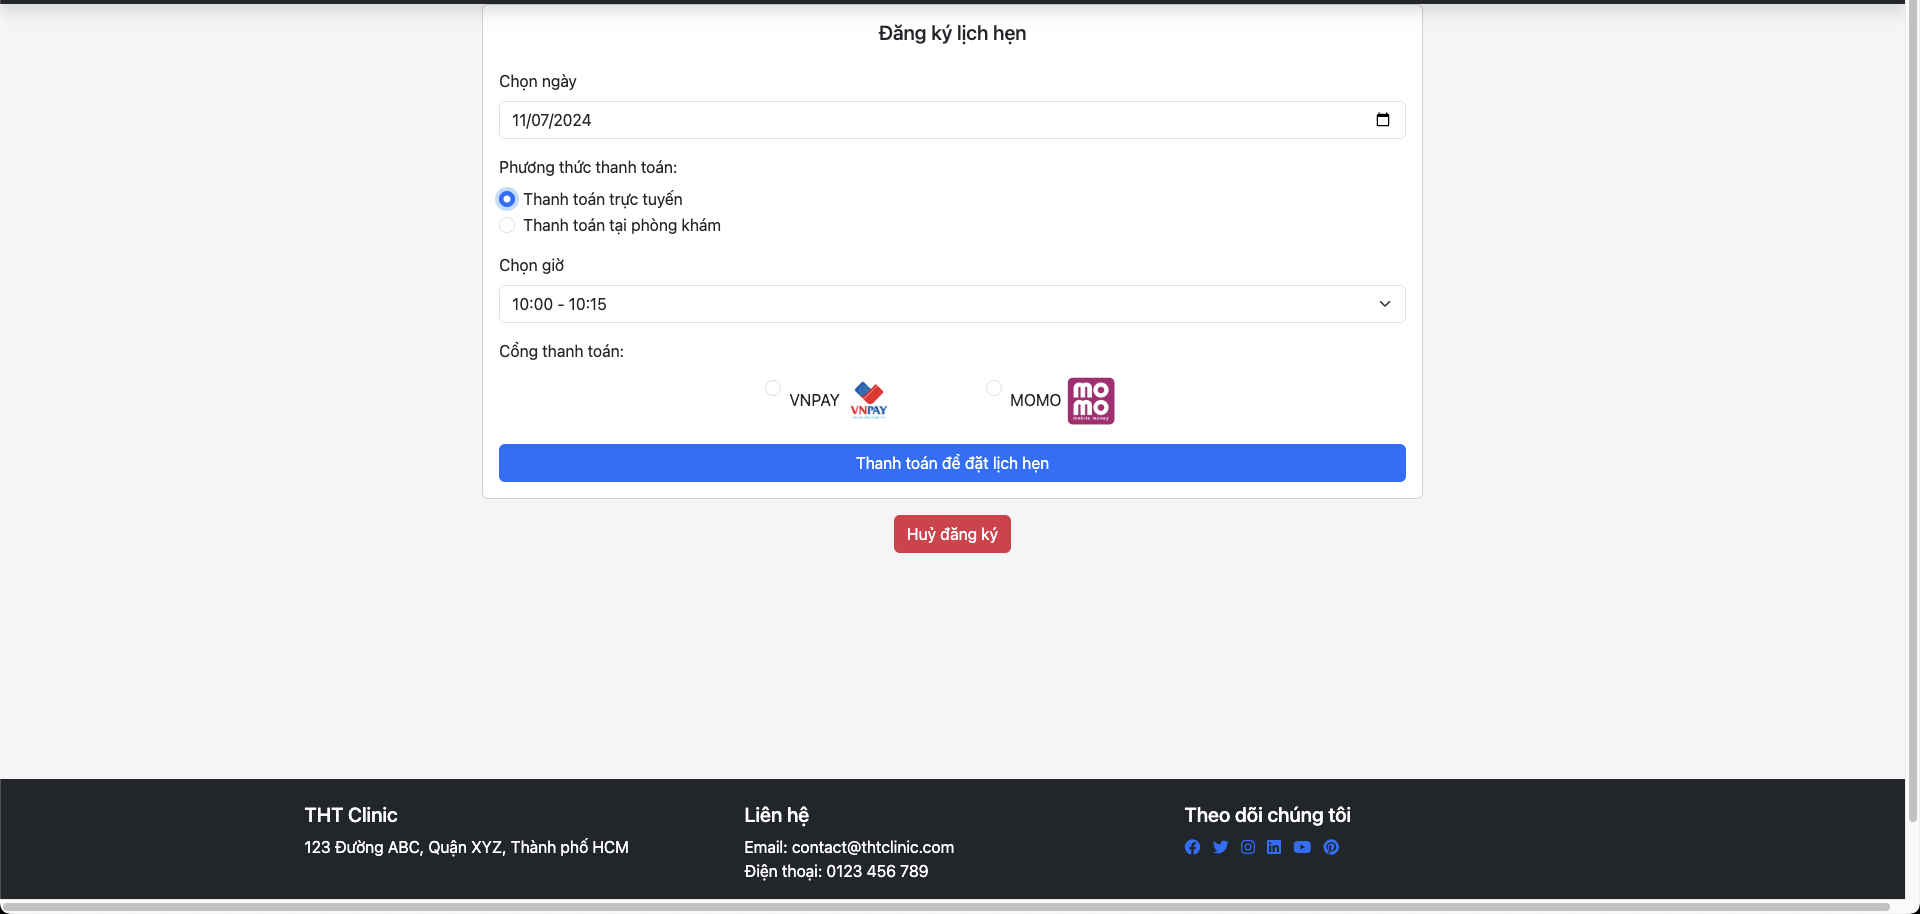 Đăng ký lịch hẹn
Chọn ngày
11/07/2024
Phương thức thanh toán:
Thanh toán trực tuyến
Thanh toán tại phòng khám
Chọn giờ
10:00 - 10:15
Cổng thanh toán:
VNPAY VNPAY
MOMO mo mo mobile money
Thanh toán để đặt lịch hẹn
Huỷ đăng ký
THT Clinic
123 Đường ABC, Quận XYZ, Thành phố HCM
Liên hệ
Email: contact@thtclinic.com
Điện thoại: 0123 456 789
Theo dõi chúng tôi